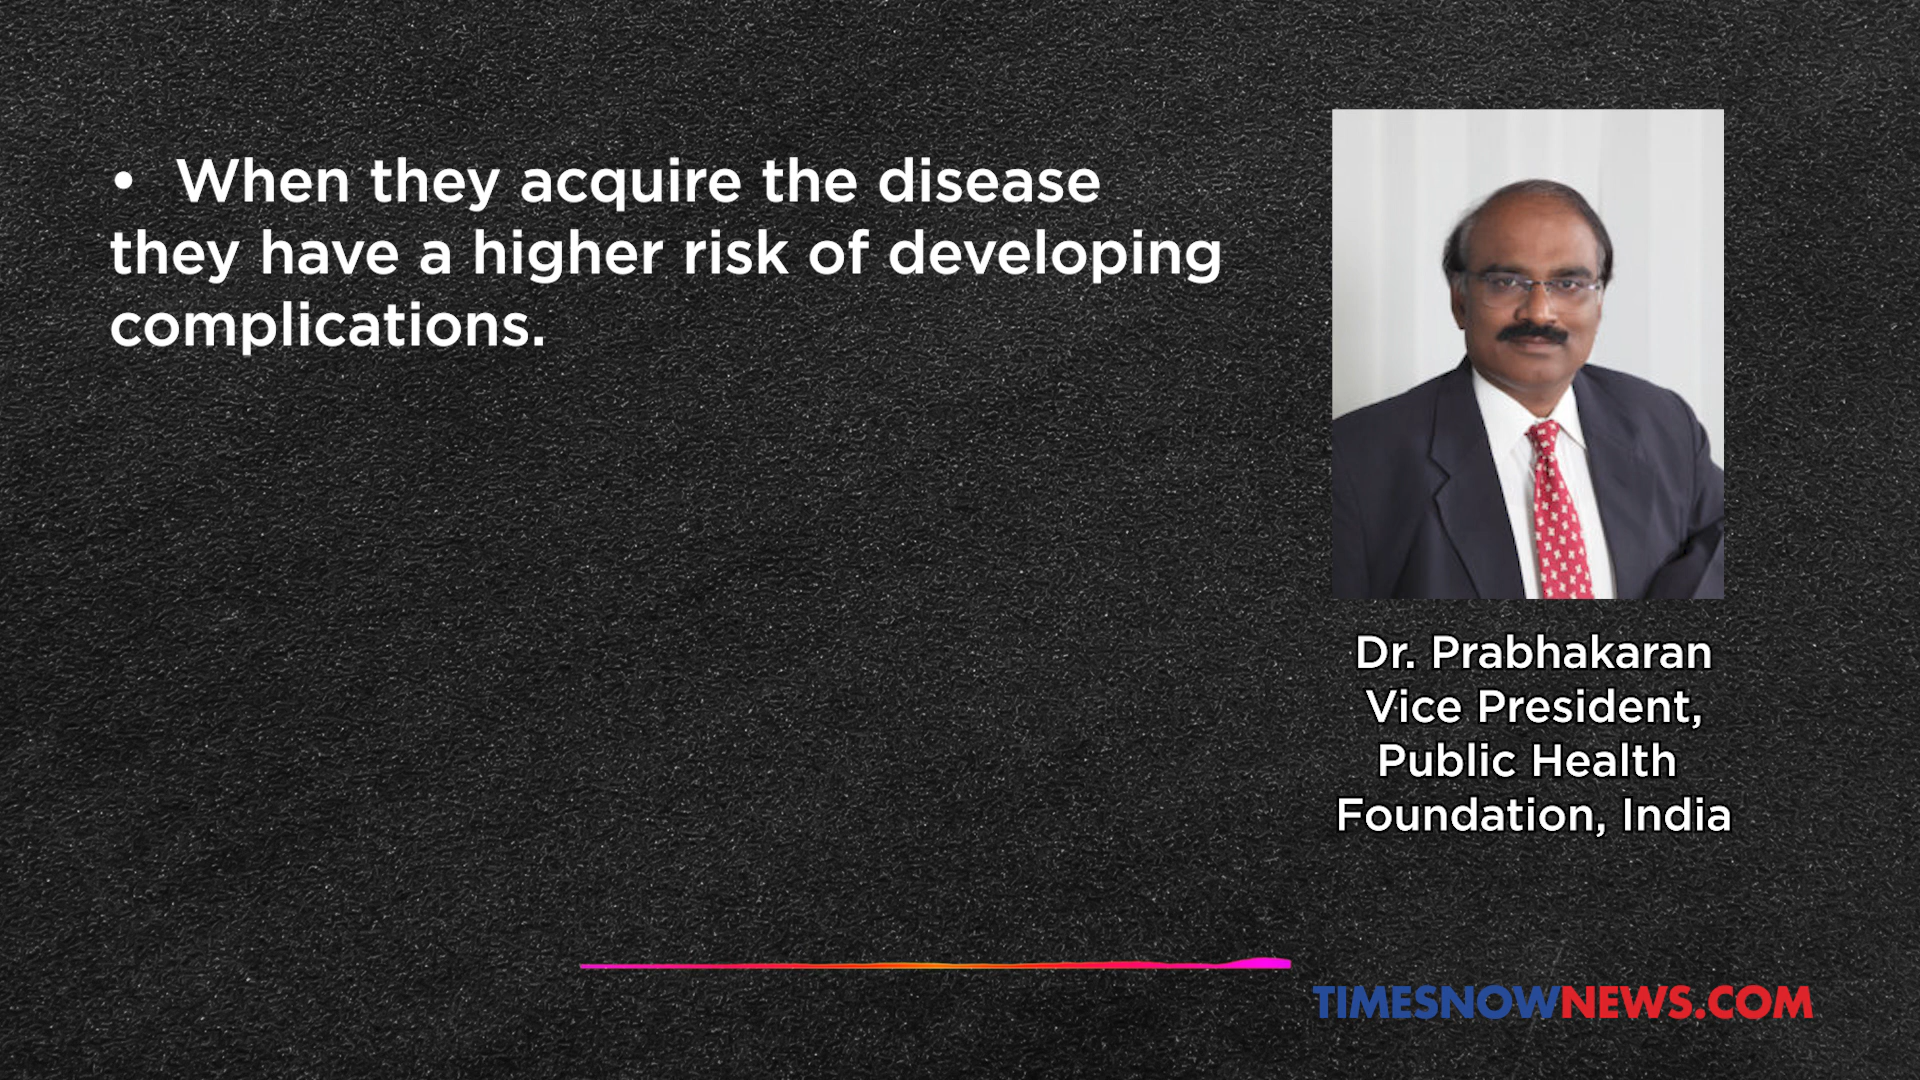 • When they acquire the disease
they have a higher risk of developing
complications.
Dr. Prabhakaran
Vice President,
Public Health
Foundation, India
TIMESNOWNEWS.COM